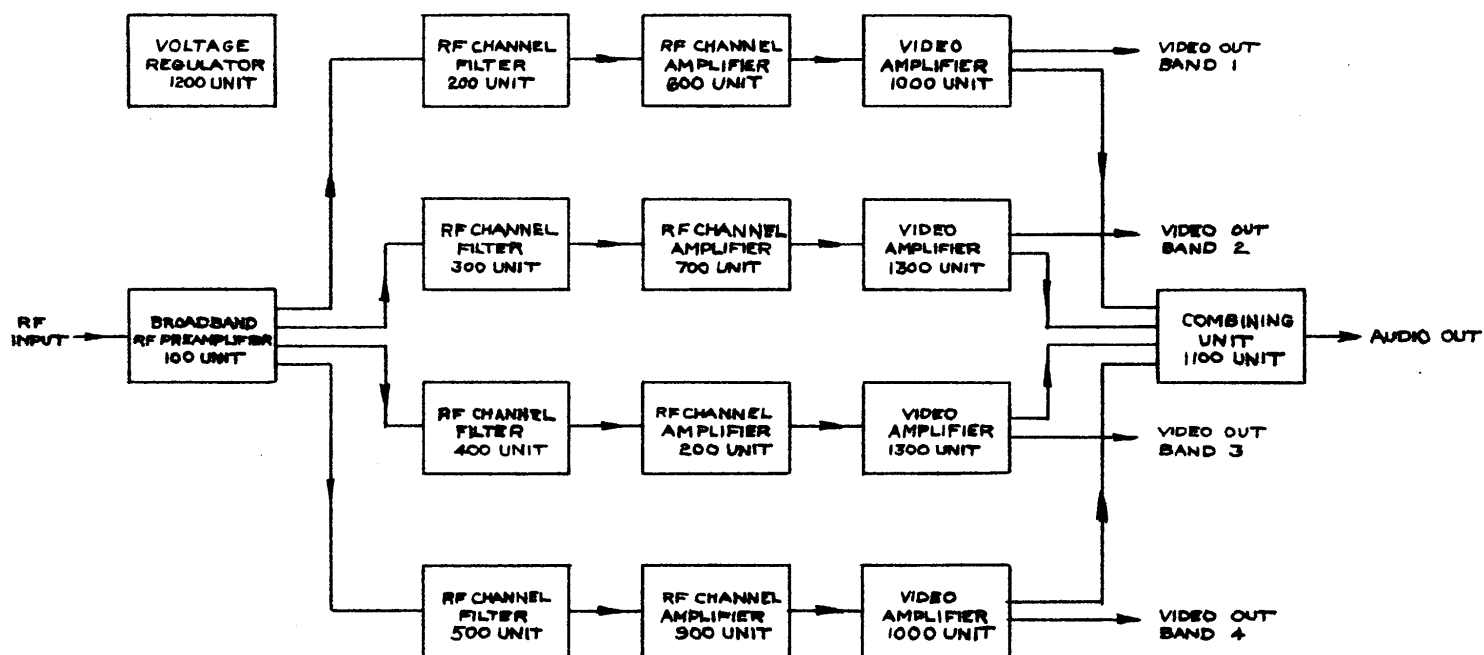 VOLTAGE
REGULATOR
1200 UNIT
RF CHANNEL
FILTER
200 UNIT
RF CHANNEL
AMPLIFIER
600 UNIT
VIDEO
AMPLIFIER
1000 UNIT
VIDEO OUT
BAND 1
RF CHANNEL
FILTER
300 UNIT
RF CHANNEL
AMPLIFIER
700 UNIT
VIDEO
AMPLIFIER
1300 UNIT
VIDEO OUT
BAND 2
RF
INPUT
BROADBAND
RF PREAMPLIFIER
100 UNIT
COMBINING
UNIT
1100 UNIT
AUDIO OUT
RF CHANNEL
FILTER
400 UNIT
RF CHANNEL
AMPLIFIER
200 UNIT
VIDEO
AMPLIFIER
1300 UNIT
VIDEO OUT
BAND 3
RF CHANNEL
FILTER
500 UNIT
RF CHANNEL
AMPLIFIER
900 UNIT
VIDEO
AMPLIFIER
1000 UNIT
VIDEO OUT
BAND 4